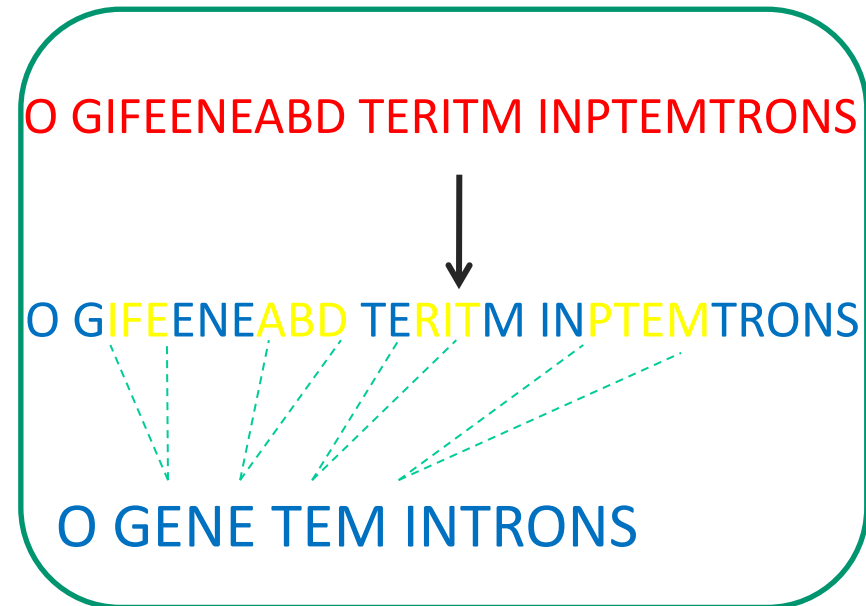 O GIFEENEABD TERITM INPTEMTRONS
O GIFEENEABD TERITM INPTEMTRONS
O GENE TEM INTRONS